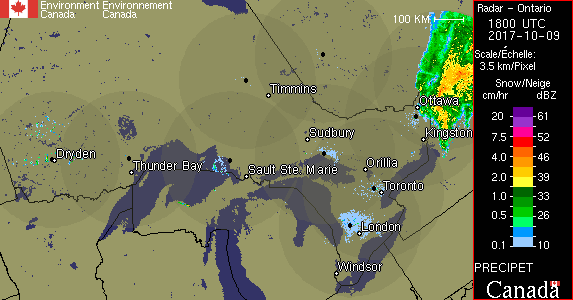 Environment Environnement
Canada Canada
100 KM
Timmins
Ottawa
Sudbury
Kingston
Dryden
Thunder Bay
Sault Ste. Marie
Orillia
Toronto
London
Windsor
Radar - Ontario
1800 UTC
2017-10-09
Scale/Échelle:
3.5 km/Pixel
Snow/Neige
cm/hr dBZ
20 61
7.5 52
4.0 46
2.0 39
1.0 33
0.5 26
0.1 10
PRECIPET
Canada